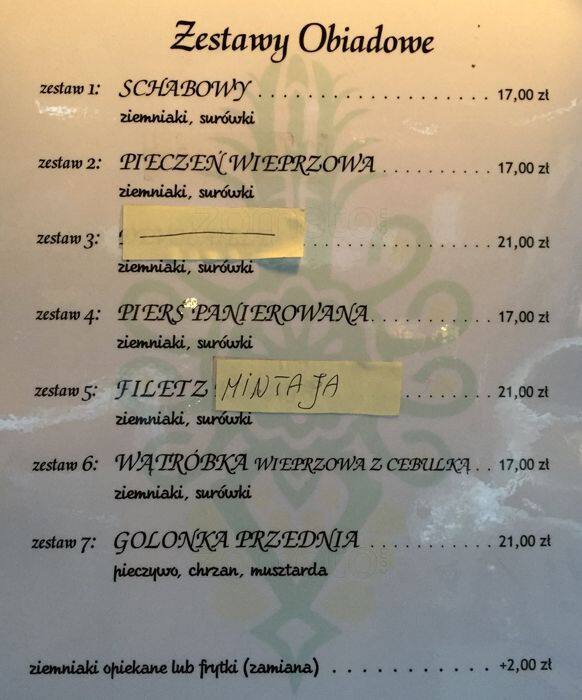 Zestawy Obiadowe
zestaw 1: SCHABOWY . . . . . . . . . . . . . . . . . . . . 17,00 zł
ziemniaki, surówki
zestaw 2: PIECZEŃ WIEPRZOWA . . . . . . . . . . 17,00 zł
ziemniaki, surówki
zestaw 3: . . . . . . . . . . . . . . . . 21,00 zł
ziemniaki, surówki
zestaw 4: PIERŚ PANIEROWANA . . . . . . . . . . 17,00 zł
ziemniaki, surówki
zestaw 5: FILET Z MINTAJA . . . . . . . 21,00 zł
ziemniaki, surówki
zestaw 6: WĄTRÓBKA WIEPRZOWA Z CEBULKĄ . . 17,00 zł
ziemniaki, surówki
zestaw 7: GOLONKA PRZEDNIA . . . . . . . . . . . 21,00 zł
pieczywo, chrzan, musztarda
ziemniaki opiekane lub frytki (zamiana) . . . . . . . . . . . . . +2,00 zł